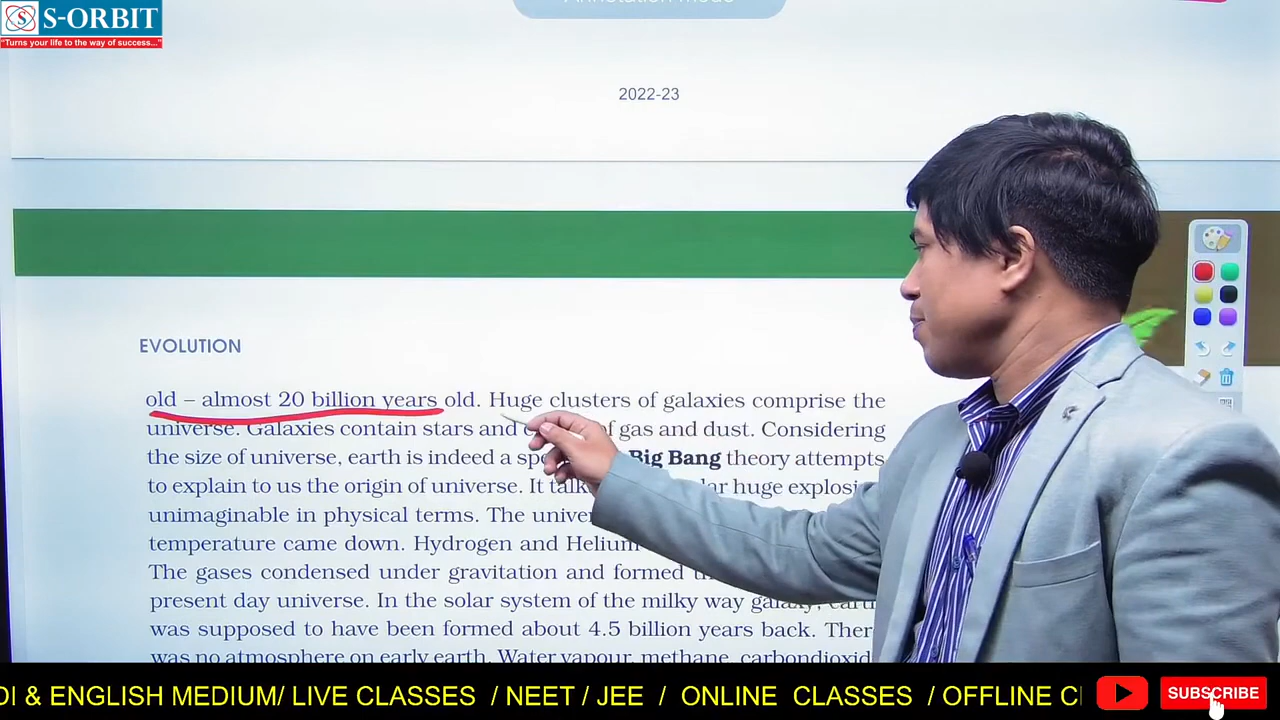 S-ORBIT
"Turns your life to the way of success..."
Annotation mode
2022-23
EVOLUTION
old – almost 20 billion years old. Huge clusters of galaxies comprise the
universe. Galaxies contain stars and of gas and dust. Considering
the size of universe, earth is indeed a Big Bang theory attempts
to explain to us the origin of universe. It huge
unimaginable in physical terms. The
temperature came down. Hydrogen and Helium
The gases condensed under gravitation and formed
present day universe. In the solar system of the milky way galaxy, earth
was supposed to have been formed about 4.5 billion years back. There
was no atmosphere on early earth. Water vapour, methane,
& ENGLISH MEDIUM/ LIVE CLASSES / NEET / JEE / ONLINE CLASSES / OFFLINE
SUBSCRIBE